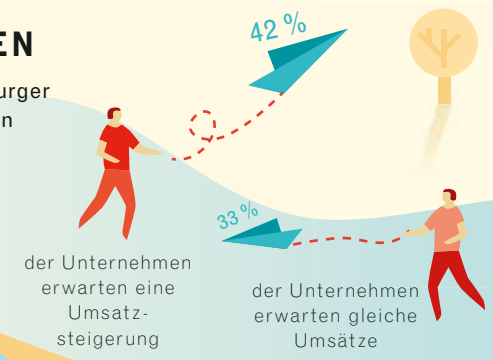 EN
urger
n
42 %
33 %
der Unternehmen
erwarten eine
Umsatz-
steigerung
der Unternehmen
erwarten gleiche
Umsätze